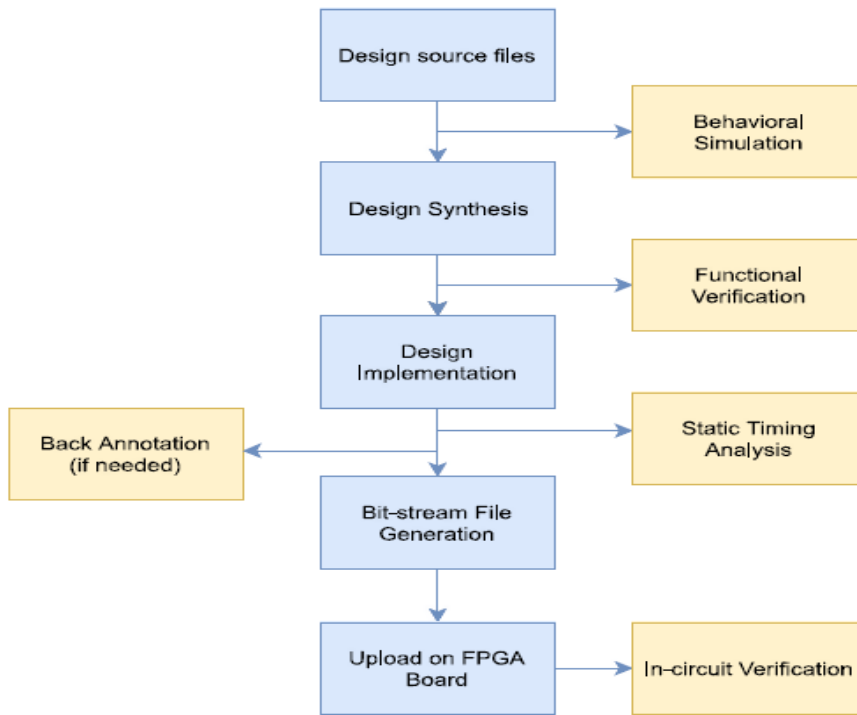 Design source files
Behavioral
Simulation
Design Synthesis
Functional
Verification
Design
Implementation
Back Annotation
(if needed)
Static Timing
Analysis
Bit-stream File
Generation
Upload on FPGA
Board
In-circuit Verification